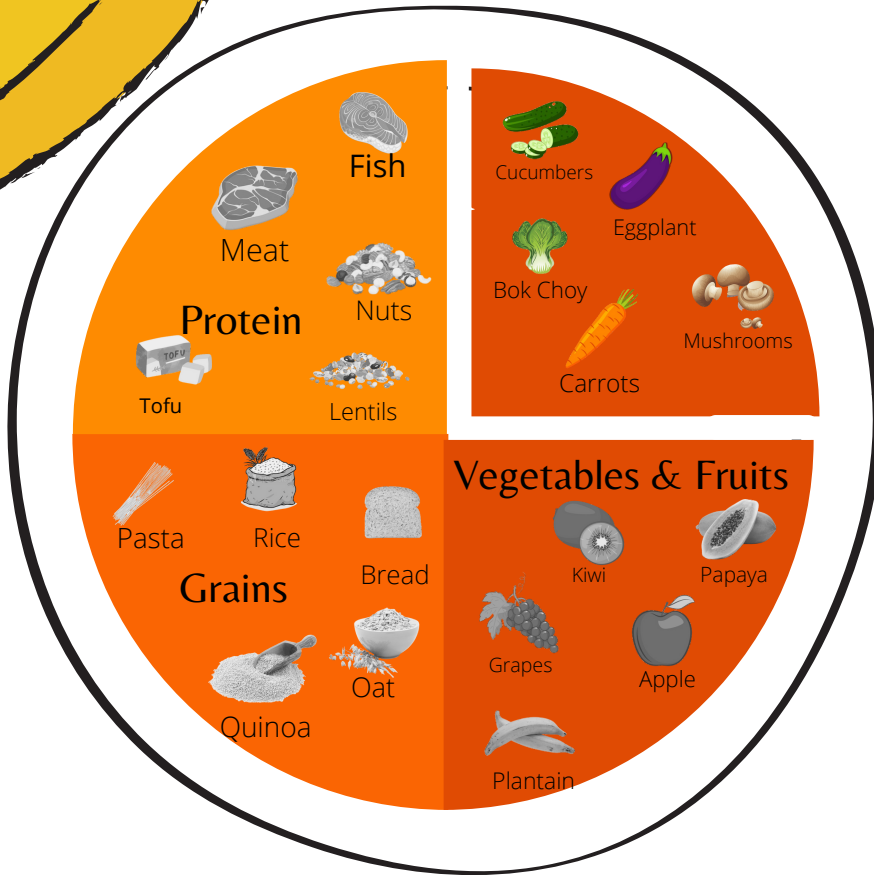 Fish
Meat
Nuts
Protein
TOFU
Tofu
Lentils
Cucumbers
Eggplant
Bok Choy
Mushrooms
Carrots
Pasta
Rice
Bread
Grains
Oat
Quinoa
Vegetables & Fruits
Kiwi
Papaya
Grapes
Apple
Plantain